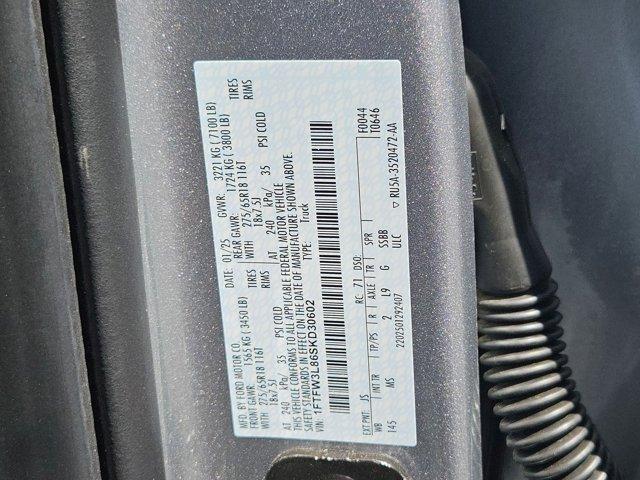 MFD. BY FORD MOTOR CO.
DATE: 01/25 GVWR: 3221 KG ( 7100 LB)
FRONT GAWR: 1565 KG ( 3450 LB) REAR GAWR: 1724 KG ( 3800 LB)
WITH 275/65R18 116T TIRES WITH 275/65R18 116T TIRES
18x7.5J RIMS 18x7.5J RIMS
AT 240 kPa/ 35 PSI COLD AT 240 kPa/ 35 PSI COLD
THIS VEHICLE CONFORMS TO ALL APPLICABLE FEDERAL MOTOR VEHICLE
SAFETY STANDARDS IN EFFECT ON THE DATE OF MANUFACTURE SHOWN ABOVE.
VIN: 1FTFW3L86SKD30602 TYPE: Truck
F0044
T0646
EXT PNT: JS RC: 71 DSO:
WB INT TR TP/PS R AXLE TR SPR
145 MS 2 L9 G SSBB
ULC
▽ RU5A-3520472-AA
2202501292407